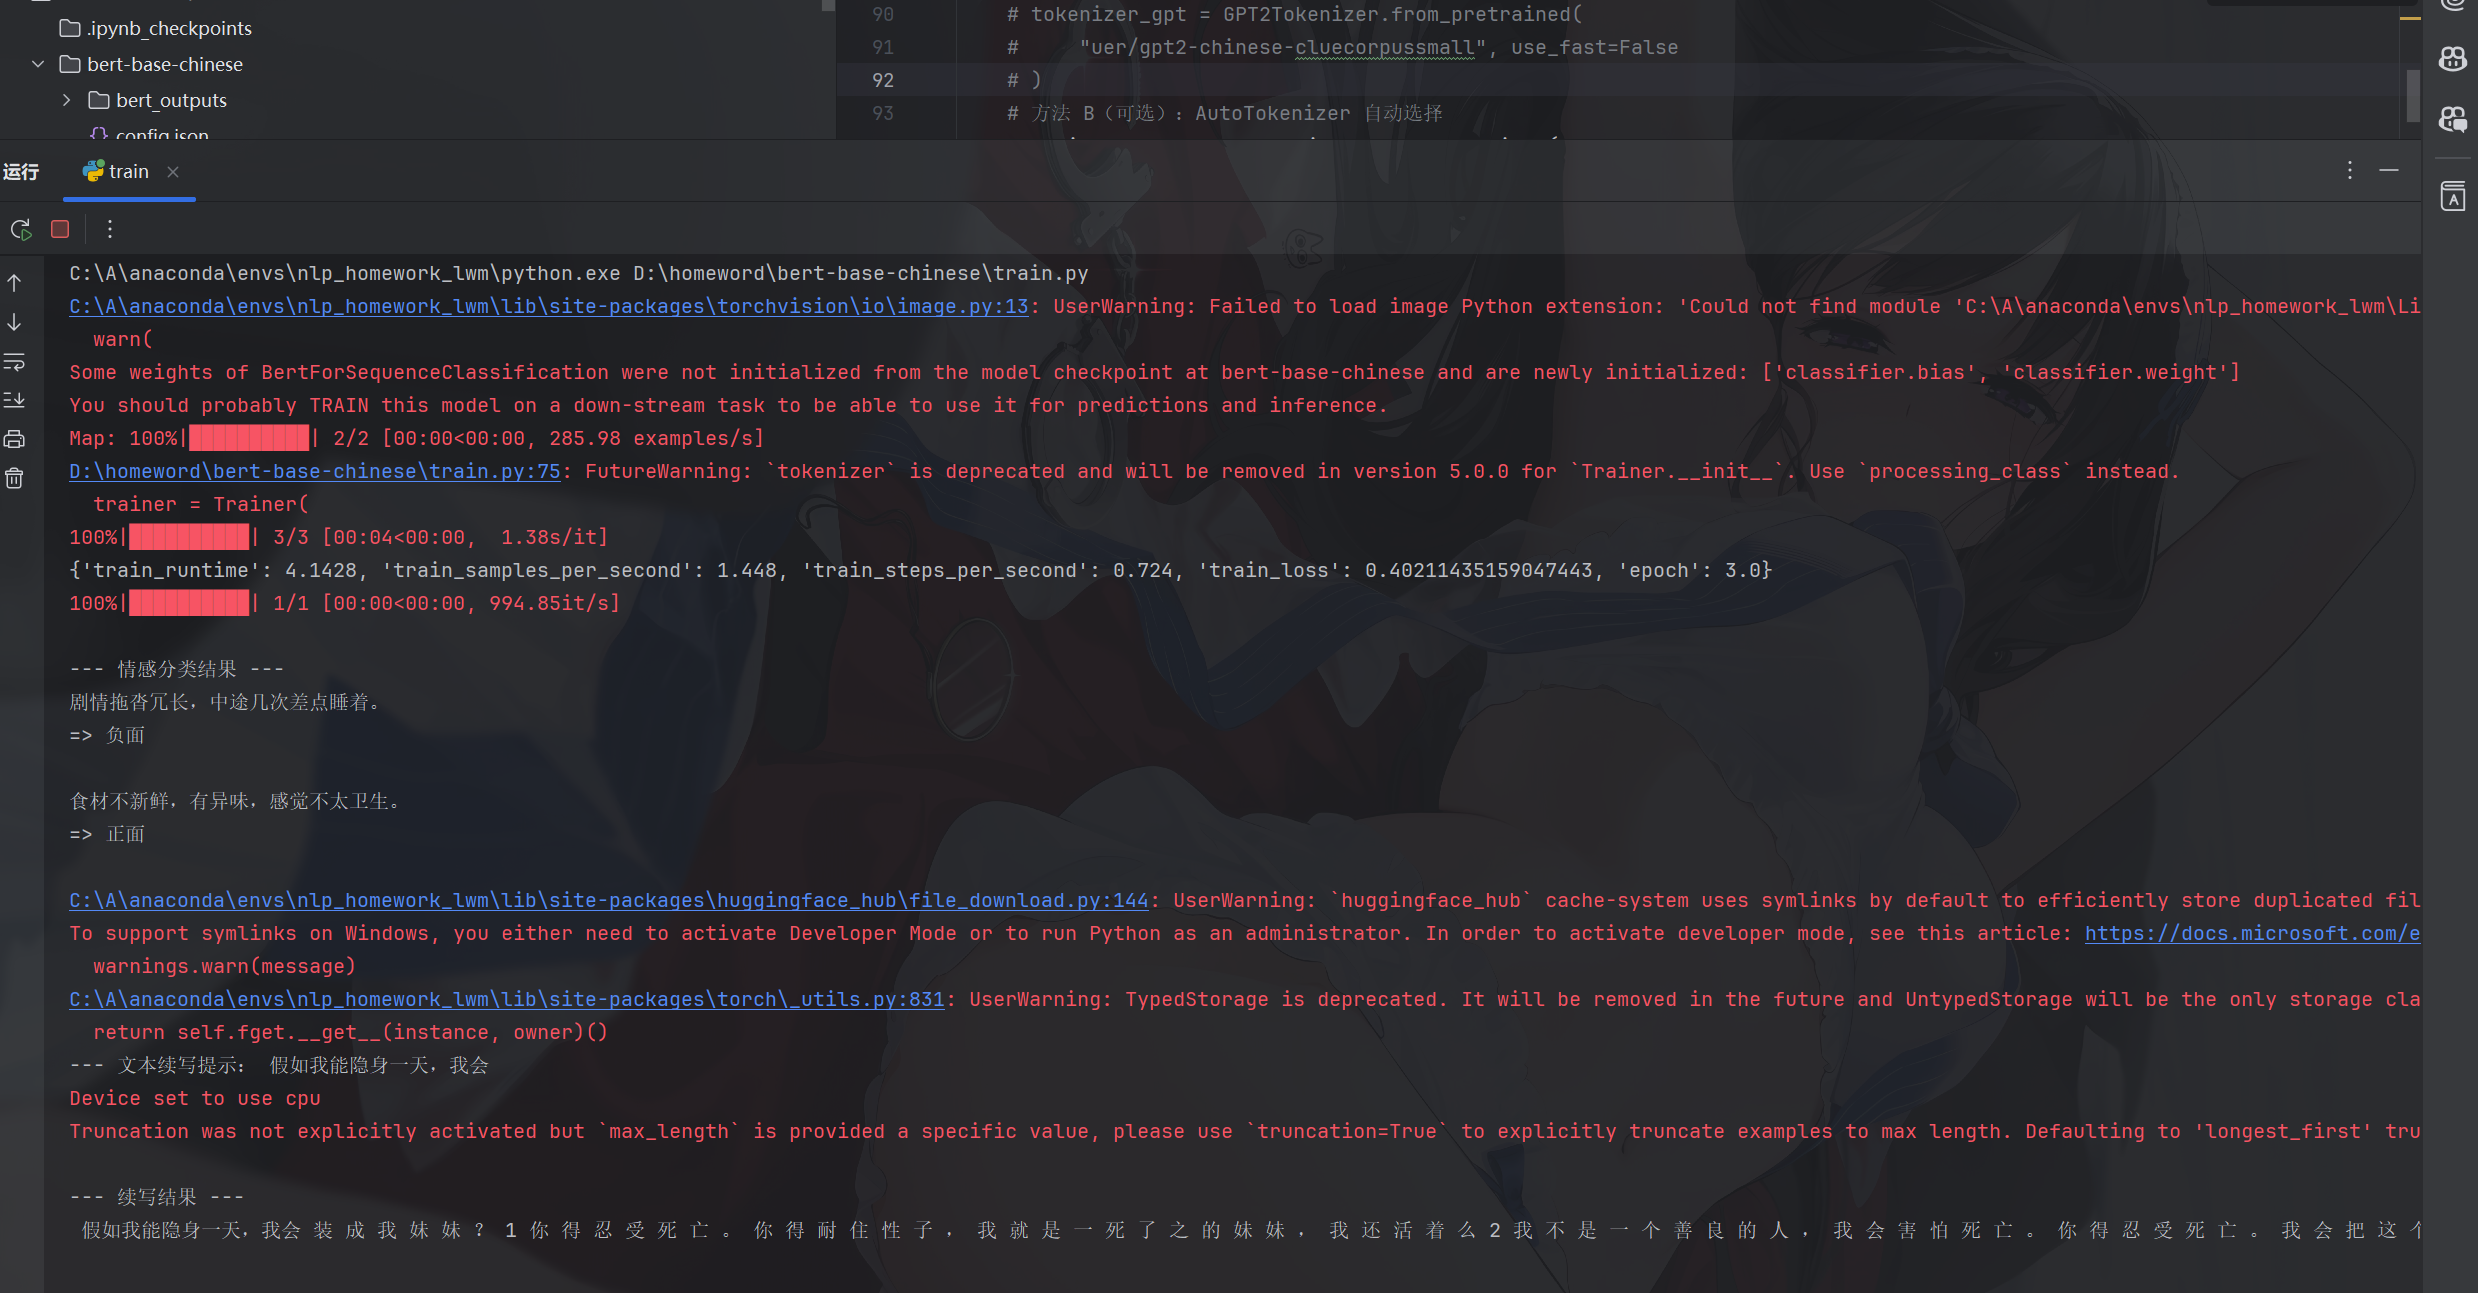 .ipynb_checkpoints
bert-base-chinese
bert_outputs
config.json
90 # tokenizer_gpt = GPT2Tokenizer.from_pretrained(
91 #     "uer/gpt2-chinese-cluecorpussmall", use_fast=False
92 # )
93 # 方法 B（可选）：AutoTokenizer 自动选择
运行 train
C:\A\anaconda\envs\nlp_homework_lwm\python.exe D:\homeword\bert-base-chinese\train.py
C:\A\anaconda\envs\nlp_homework_lwm\lib\site-packages\torchvision\io\image.py:13: UserWarning: Failed to load image Python extension: 'Could not find module 'C:\A\anaconda\envs\nlp_homework_lwm\Li
  warn(
Some weights of BertForSequenceClassification were not initialized from the model checkpoint at bert-base-chinese and are newly initialized: ['classifier.bias', 'classifier.weight']
You should probably TRAIN this model on a down-stream task to be able to use it for predictions and inference.
Map: 100%|██████████| 2/2 [00:00<00:00, 285.98 examples/s]
D:\homeword\bert-base-chinese\train.py:75: FutureWarning: `tokenizer` is deprecated and will be removed in version 5.0.0 for `Trainer.__init__`. Use `processing_class` instead.
  trainer = Trainer(
100%|██████████| 3/3 [00:04<00:00,  1.38s/it]
{'train_runtime': 4.1428, 'train_samples_per_second': 1.448, 'train_steps_per_second': 0.724, 'train_loss': 0.40211435159047443, 'epoch': 3.0}
100%|██████████| 1/1 [00:00<00:00, 994.85it/s]
--- 情感分类结果 ---
剧情拖沓冗长，中途几次差点睡着。
=> 负面
食材不新鲜，有异味，感觉不太卫生。
=> 正面
C:\A\anaconda\envs\nlp_homework_lwm\lib\site-packages\huggingface_hub\file_download.py:144: UserWarning: `huggingface_hub` cache-system uses symlinks by default to efficiently store duplicated fil
To support symlinks on Windows, you either need to activate Developer Mode or to run Python as an administrator. In order to activate developer mode, see this article: https://docs.microsoft.com/e
  warnings.warn(message)
C:\A\anaconda\envs\nlp_homework_lwm\lib\site-packages\torch\_utils.py:831: UserWarning: TypedStorage is deprecated. It will be removed in the future and UntypedStorage will be the only storage cla
  return self.fget.__get__(instance, owner)()
--- 文本续写提示： 假如我能隐身一天，我会
Device set to use cpu
Truncation was not explicitly activated but `max_length` is provided a specific value, please use `truncation=True` to explicitly truncate examples to max length. Defaulting to 'longest_first' tru
--- 续写结果 ---
假如我能隐身一天，我会 装 成 我 妹 妹 ？ 1 你 得 忍 受 死 亡 。 你 得 耐 住 性 子 ， 我 就 是 一 死 了 之 的 妹 妹 ， 我 还 活 着 么 2 我 不 是 一 个 善 良 的 人 ， 我 会 害 怕 死 亡 。 你 得 忍 受 死 亡 。 我 会 把 这 个